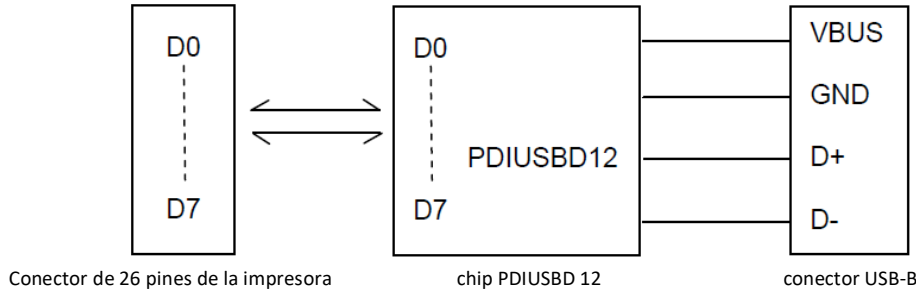 D0
D7
D0
PDIUSBD12
D7
VBUS
GND
D+
D-
Conector de 26 pines de la impresora
chip PDIUSBD 12
conector USB-B